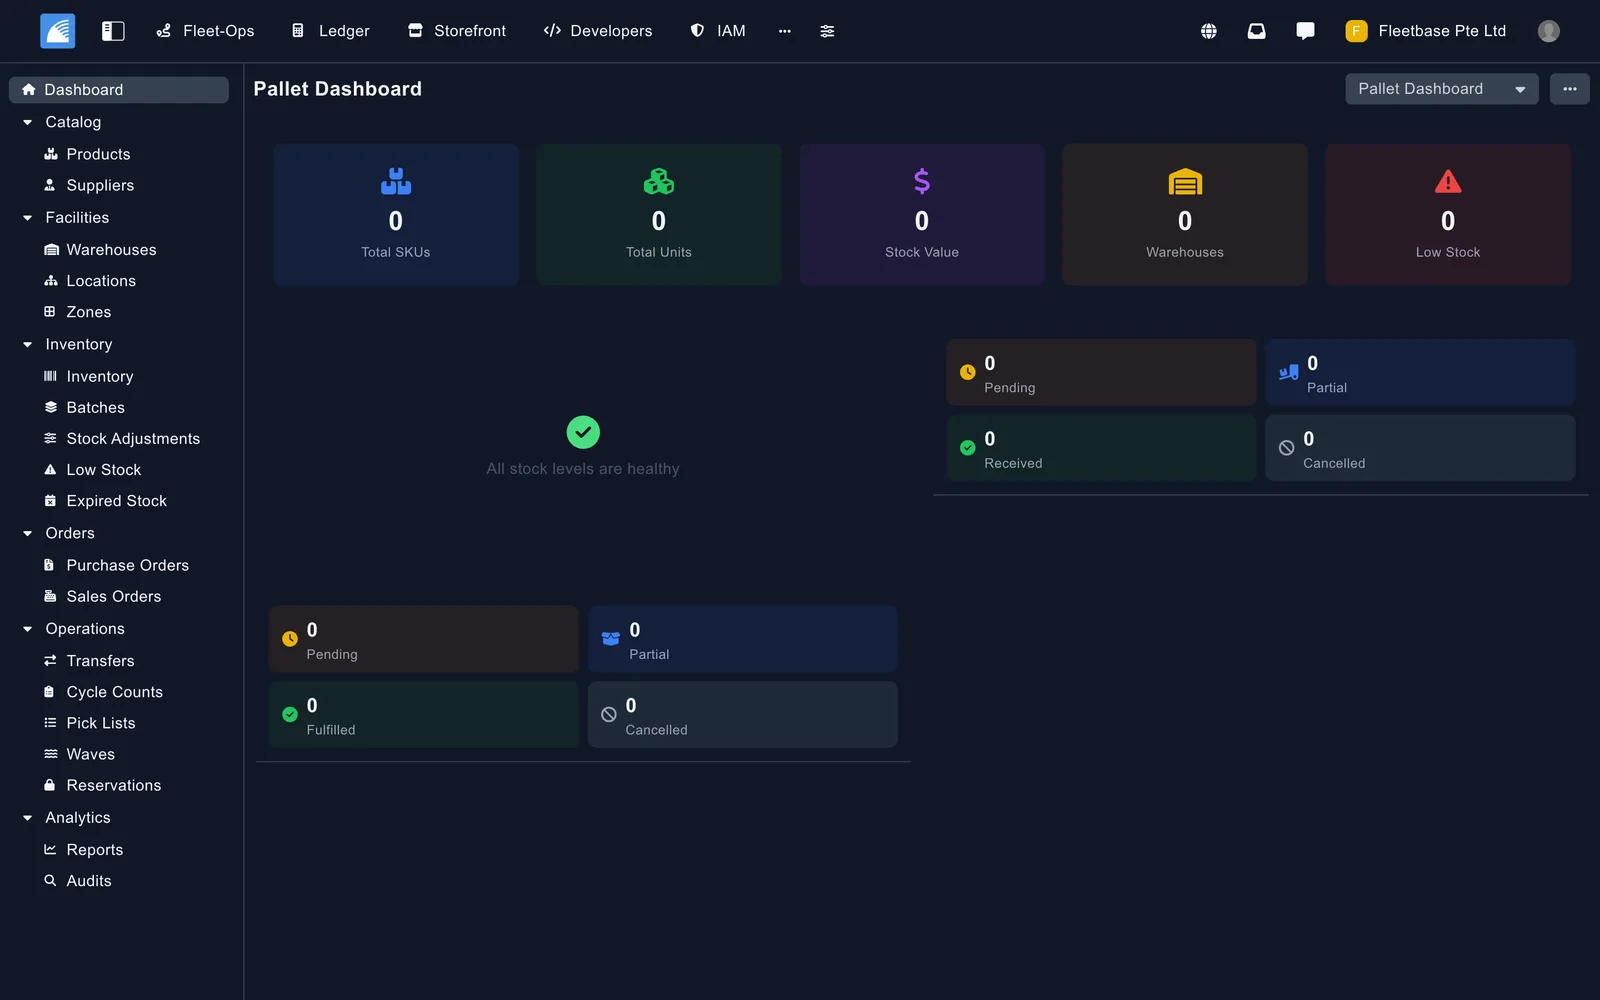 Fleet-Ops
Ledger
Storefront
Developers
IAM
F
Fleetbase Pte Ltd
Dashboard
Catalog
Products
Suppliers
Facilities
Warehouses
Locations
Zones
Inventory
Inventory
Batches
Stock Adjustments
Low Stock
Expired Stock
Orders
Purchase Orders
Sales Orders
Operations
Transfers
Cycle Counts
Pick Lists
Waves
Reservations
Analytics
Reports
Audits
Pallet Dashboard
Pallet Dashboard
0
Total SKUs
0
Total Units
0
Stock Value
0
Warehouses
0
Low Stock
All stock levels are healthy
0
Pending
0
Partial
0
Received
0
Cancelled
0
Pending
0
Partial
0
Fulfilled
0
Cancelled